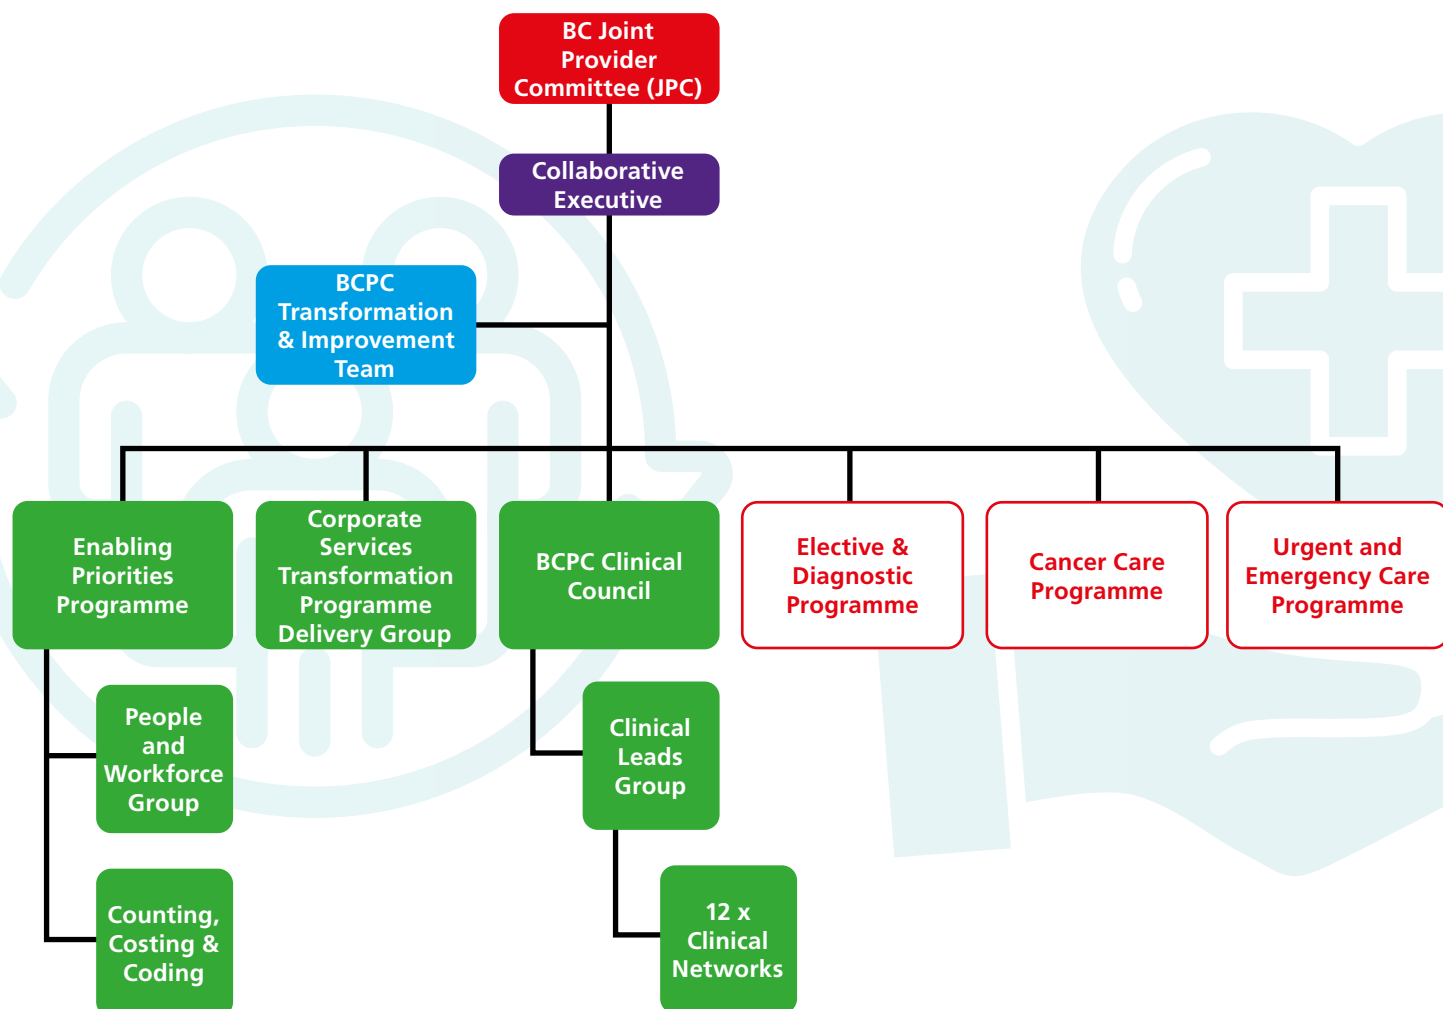 BC Joint
Provider
Committee (JPC)
Collaborative
Executive
BCPC
Transformation
& Improvement
Team
Enabling
Priorities
Programme
Corporate
Services
Transformation
Programme
Delivery Group
BCPC Clinical
Council
Elective &
Diagnostic
Programme
Cancer Care
Programme
Urgent and
Emergency Care
Programme
People
and
Workforce
Group
Clinical
Leads
Group
Counting,
Costing &
Coding
12 x
Clinical
Networks